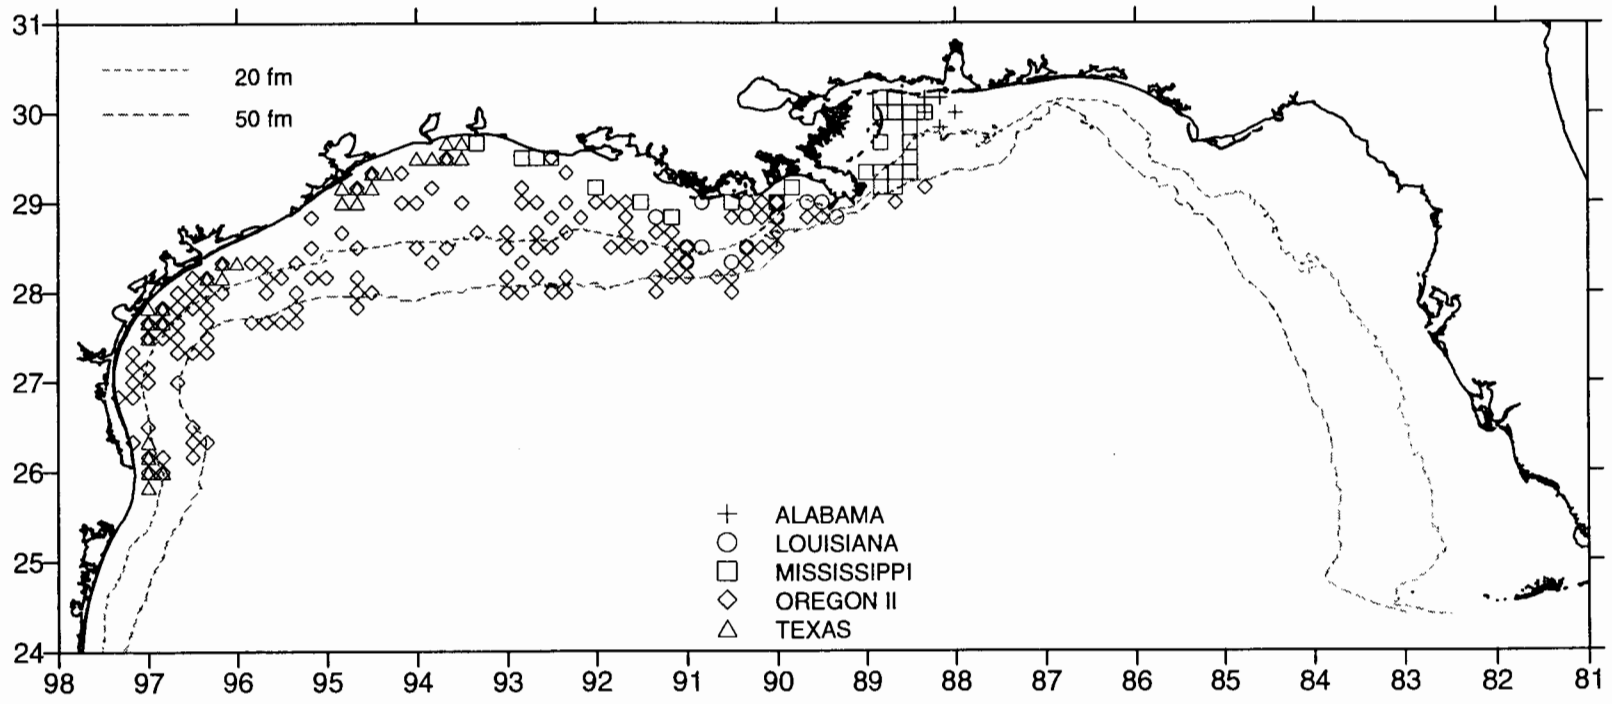 31
20 fm
30
50 fm
29
28
27
26
ALABAMA
LOUISIANA
25
MISSISSIPPI
OREGON II
TEXAS
24
98 97 96 95 94 93 92 91 90 89 88 87 86 85 84 83 82 81